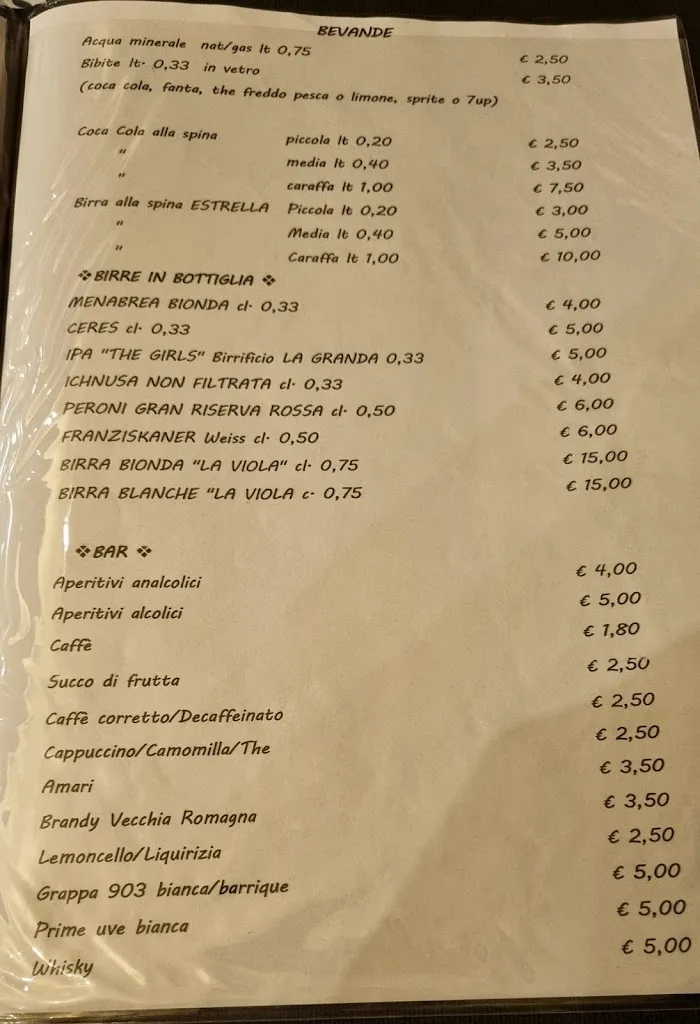 BEVANDE
Acqua minerale nat/gas lt 0,75 € 2,50
Bibite lt· 0,33 in vetro € 3,50
(coca cola, fanta, the freddo pesca o limone, sprite o 7up)
Coca Cola alla spina piccola lt 0,20 € 2,50
" media lt 0,40 € 3,50
" caraffa lt 1,00 € 7,50
Birra alla spina ESTRELLA Piccola lt 0,20 € 3,00
" Media lt 0,40 € 5,00
" Caraffa lt 1,00 € 10,00
❖BIRRE IN BOTTIGLIA ❖
MENABREA BIONDA cl· 0,33 € 4,00
CERES cl· 0,33 € 5,00
IPA "THE GIRLS" Birrificio LA GRANDA 0,33 € 5,00
ICHNUSA NON FILTRATA cl· 0,33 € 4,00
PERONI GRAN RISERVA ROSSA cl· 0,50 € 6,00
FRANZISKANER Weiss cl· 0,50 € 6,00
BIRRA BIONDA "LA VIOLA" cl· 0,75 € 15,00
BIRRA BLANCHE "LA VIOLA c· 0,75 € 15,00
❖BAR ❖
Aperitivi analcolici € 4,00
Aperitivi alcolici € 5,00
Caffè € 1,80
Succo di frutta € 2,50
Caffè corretto/Decaffeinato € 2,50
Cappuccino/Camomilla/The € 2,50
Amari € 3,50
Brandy Vecchia Romagna € 3,50
Lemoncello/Liquirizia € 2,50
Grappa 903 bianca/barrique € 5,00
Prime uve bianca € 5,00
Whisky € 5,00